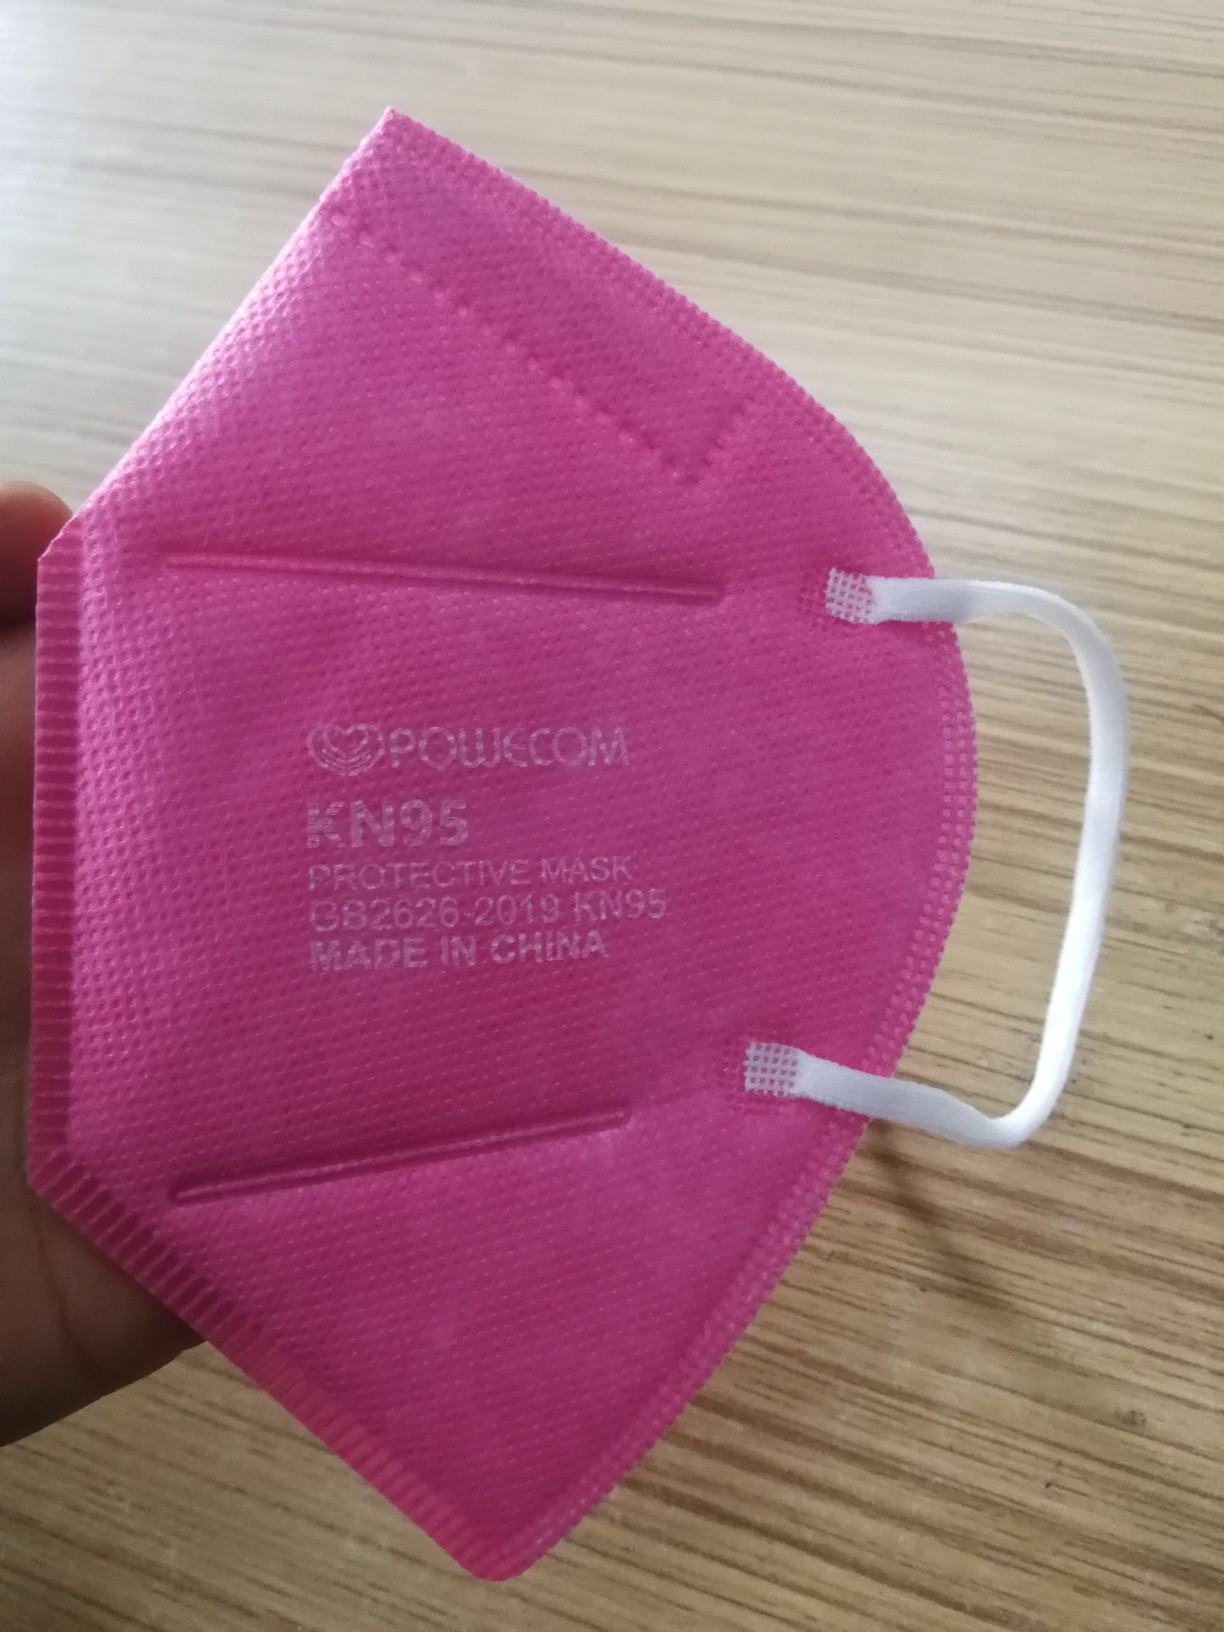 POWECOM
KN95
PROTECTIVE MASK
GB2626-2019 KN95
MADE IN CHINA